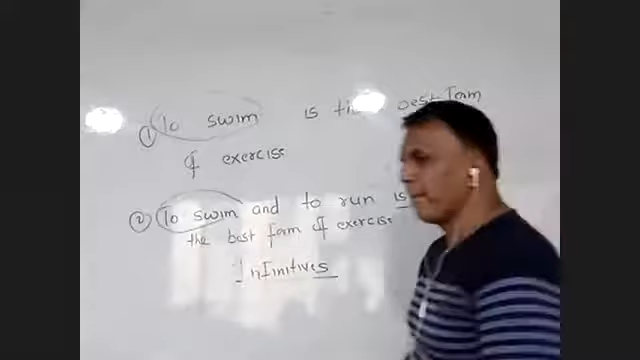 ① To swim is the best form
of exercise
② To swim and to run is
the best form of exercise
Infinitives